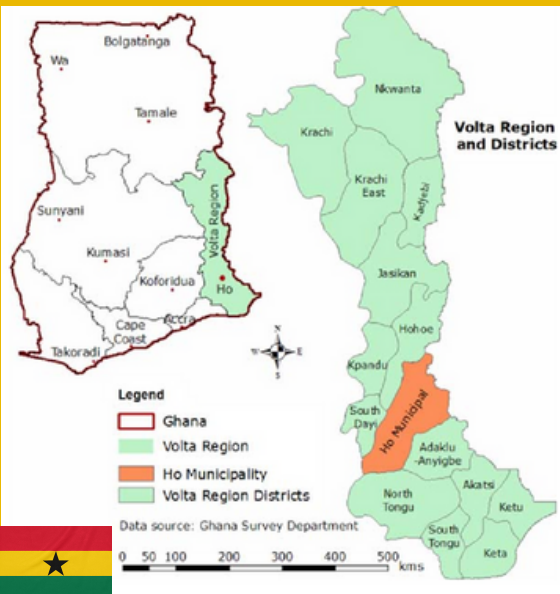 Bolgatanga
Wa
Tamale
Sunyani
Kumasi
Koforidua
Volta Region
Ho
Accra
Cape
Coast
Takoradi
N
W
E
S
Volta Region
and Districts
Nkwanta
Krachi
Krachi
East
Kadjebi
Jasikan
Hohoe
Kpandu
South
Dayi
Ho Municipal
Adaklu
-Anyigbe
North
Tongu
Akatsi
Ketu
South
Tongu
Keta
Legend
Ghana
Volta Region
Ho Municipality
Volta Region Districts
Data source: Ghana Survey Department
0 50 100 200 300 400 500
kms